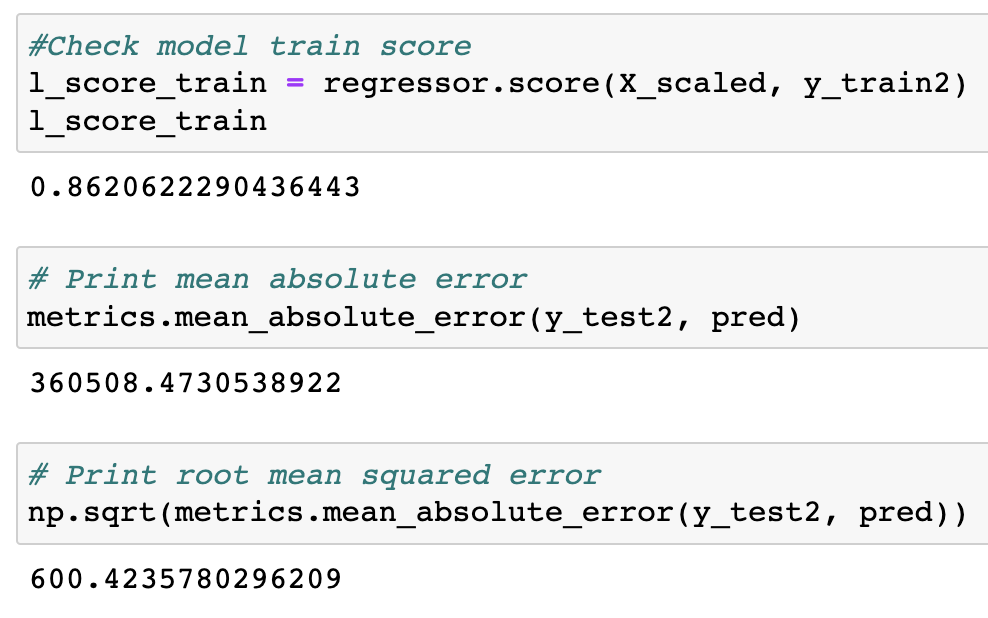 #Check model train score
l_score_train = regressor.score(X_scaled, y_train2)
l_score_train
0.8620622290436443
# Print mean absolute error
metrics.mean_absolute_error(y_test2, pred)
360508.4730538922
# Print root mean squared error
np.sqrt(metrics.mean_absolute_error(y_test2, pred))
600.4235780296209